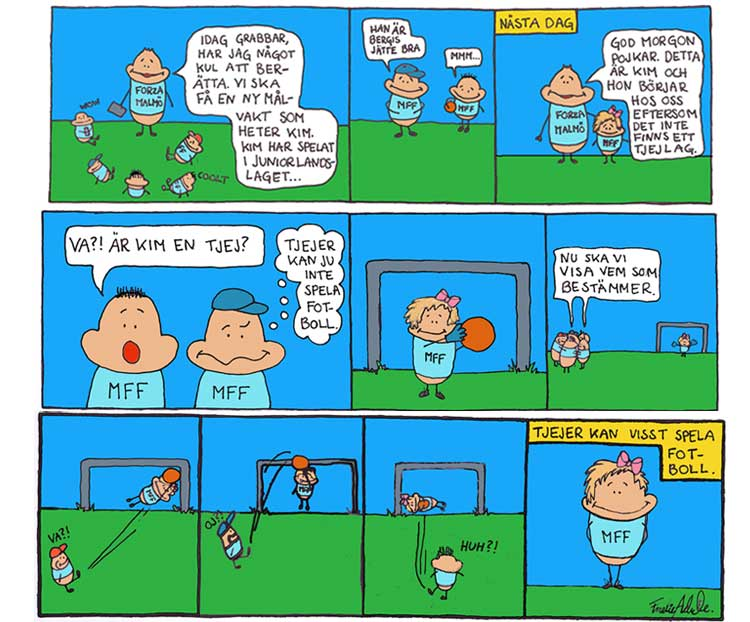 IDAG GRABBAR,
HAR JAG NÅGOT
KUL ATT BER-
ÄTTA. VI SKA
FÅ EN NY MÅL-
VAKT SOM
HETER KIM.
KIM HAR SPELAT
I JUNIORLANDS-
LAGET...
FORZA
MALMÖ
WOW
COOLT
HAN ÄR
BERGIS
JÄTTE BRA
MMM...
MFF
MFF
NÄSTA DAG
GOD MORGON
POJKAR. DETTA
ÄR KIM OCH
HON BÖRJAR
HOS OSS
EFTERSOM
DET INTE
FINNS ETT
TJEJLAG.
FORZA
MALMÖ
MFF
VA?! ÄR KIM EN TJEJ?
TJEJER
KAN JU
INTE
SPELA
FOT-
BOLL.
MFF
MFF
MFF
NU SKA VI
VISA VEM SOM
BESTÄMMER.
VA?!
MFF
OJ!!
MFF
HUH?!
TJEJER KAN VISST SPELA
FOT-
BOLL.
MFF